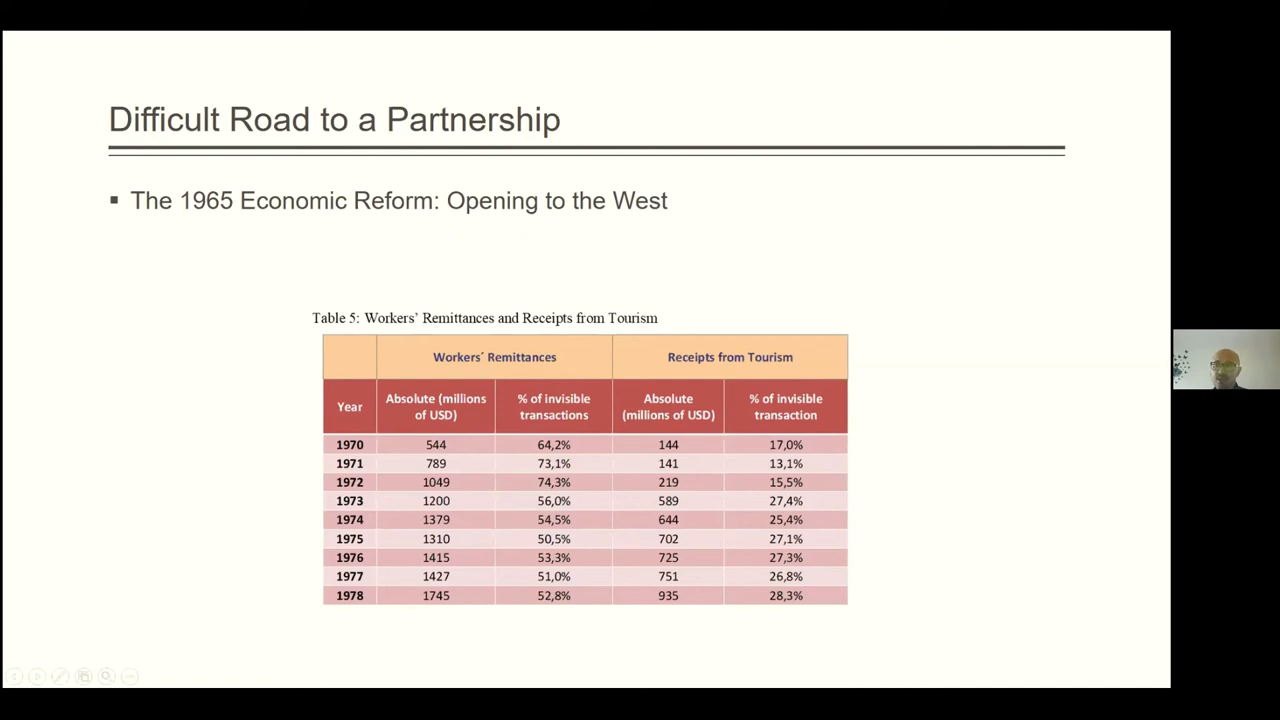 Difficult Road to a Partnership
▪ The 1965 Economic Reform: Opening to the West
Table 5: Workers’ Remittances and Receipts from Tourism
Workers´ Remittances Receipts from Tourism
Year Absolute (millions of USD) % of invisible transactions Absolute (millions of USD) % of invisible transaction
1970 544 64,2% 144 17,0%
1971 789 73,1% 141 13,1%
1972 1049 74,3% 219 15,5%
1973 1200 56,0% 589 27,4%
1974 1379 54,5% 644 25,4%
1975 1310 50,5% 702 27,1%
1976 1415 53,3% 725 27,3%
1977 1427 51,0% 751 26,8%
1978 1745 52,8% 935 28,3%